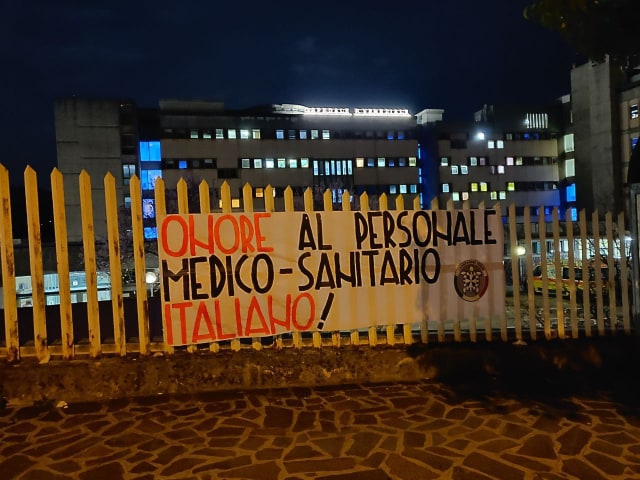 ONORE AL PERSONALE
MEDICO-SANITARIO
ITALIANO!